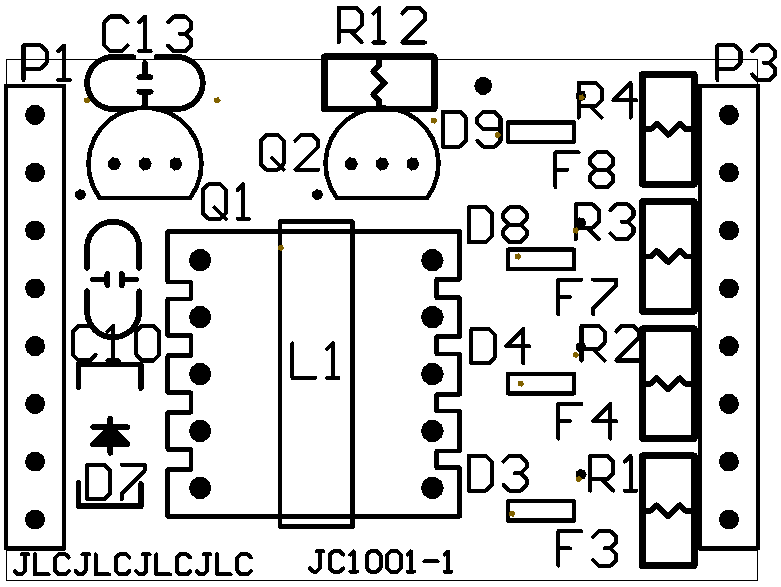 C13
R12
P1
P3
R4
D9
Q2
F8
Q1
D8
R3
F7
C10
L1
D4
R2
F4
D7
D3
R1
F3
JLCJLCJLCJLC
JC1001-1